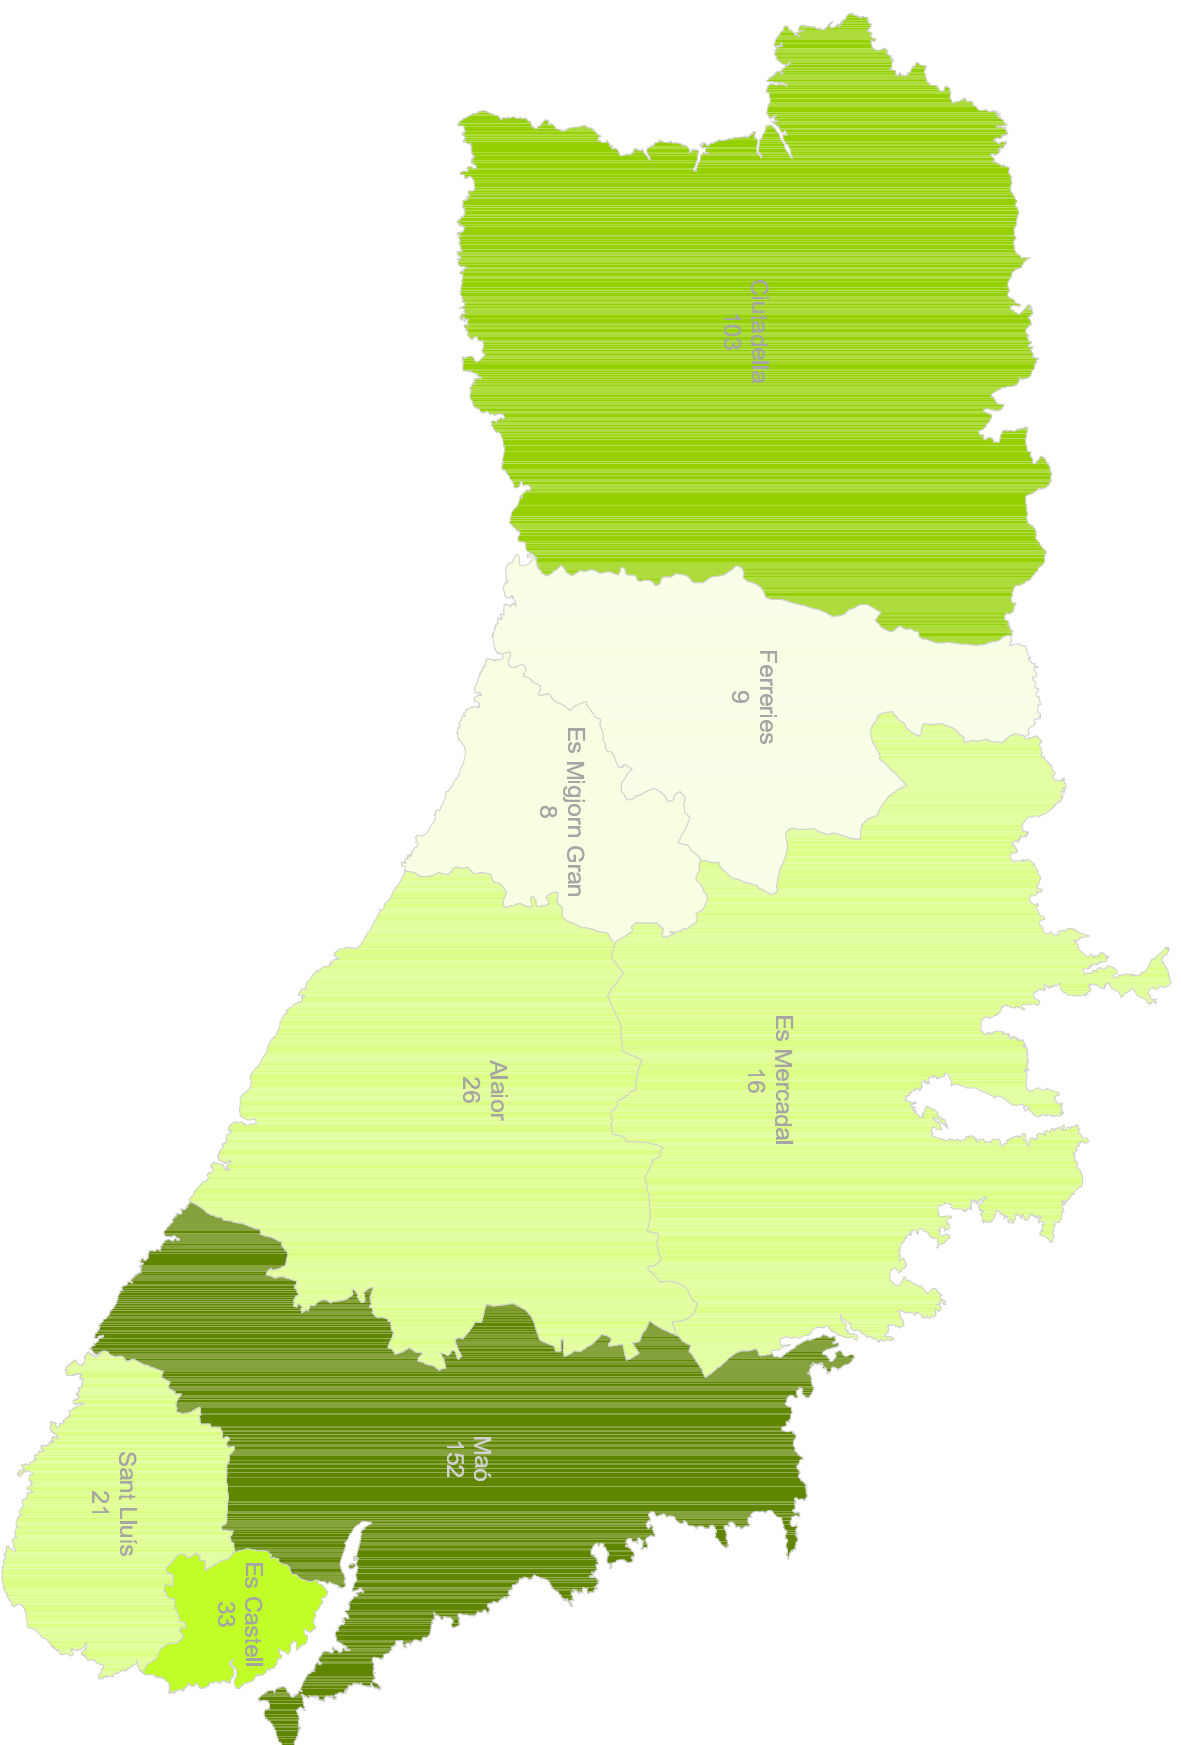 Ciutadella
103
Ferreries
9
Es Migjorn Gran
8
Es Mercadal
16
Alaior
26
Maó
152
Sant Lluís
21
Es Castell
33